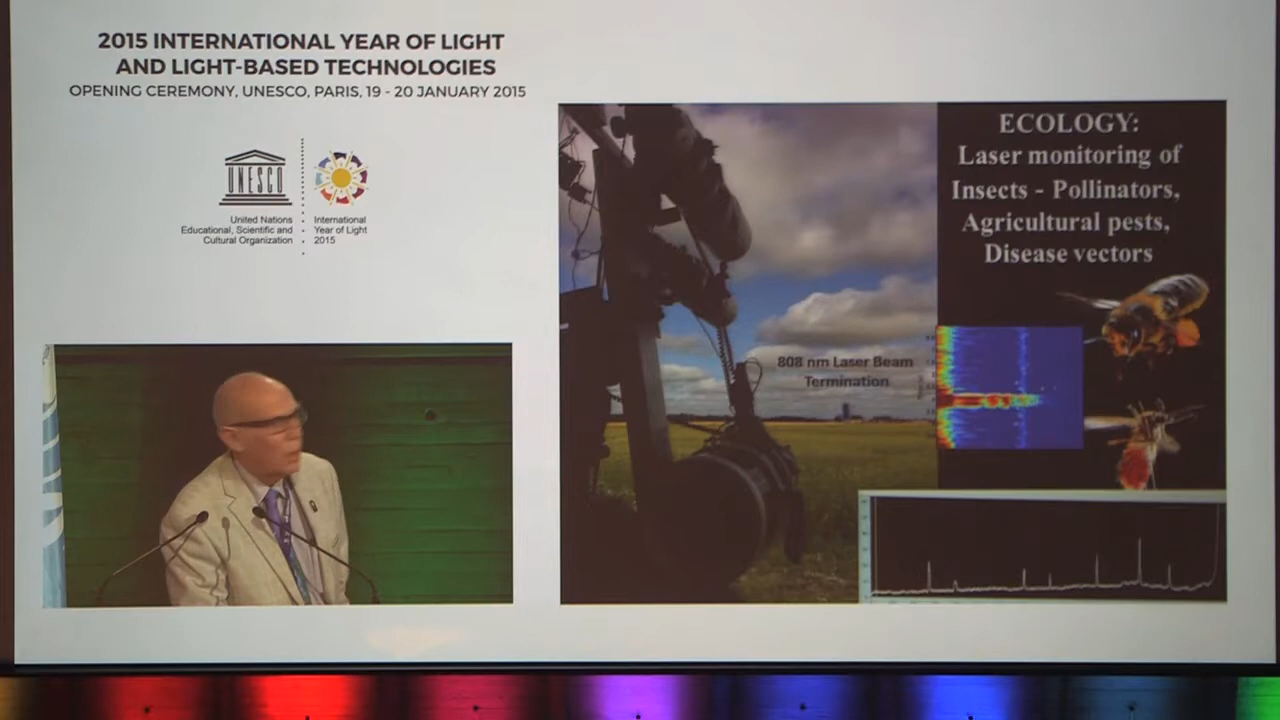 2015 INTERNATIONAL YEAR OF LIGHT
AND LIGHT-BASED TECHNOLOGIES
OPENING CEREMONY, UNESCO, PARIS, 19 - 20 JANUARY 2015
UNESCO
United Nations
Educational, Scientific and
Cultural Organization
International
Year of Light
2015
ECOLOGY:
Laser monitoring of
Insects - Pollinators,
Agricultural pests,
Disease vectors
808 nm Laser Beam
Termination